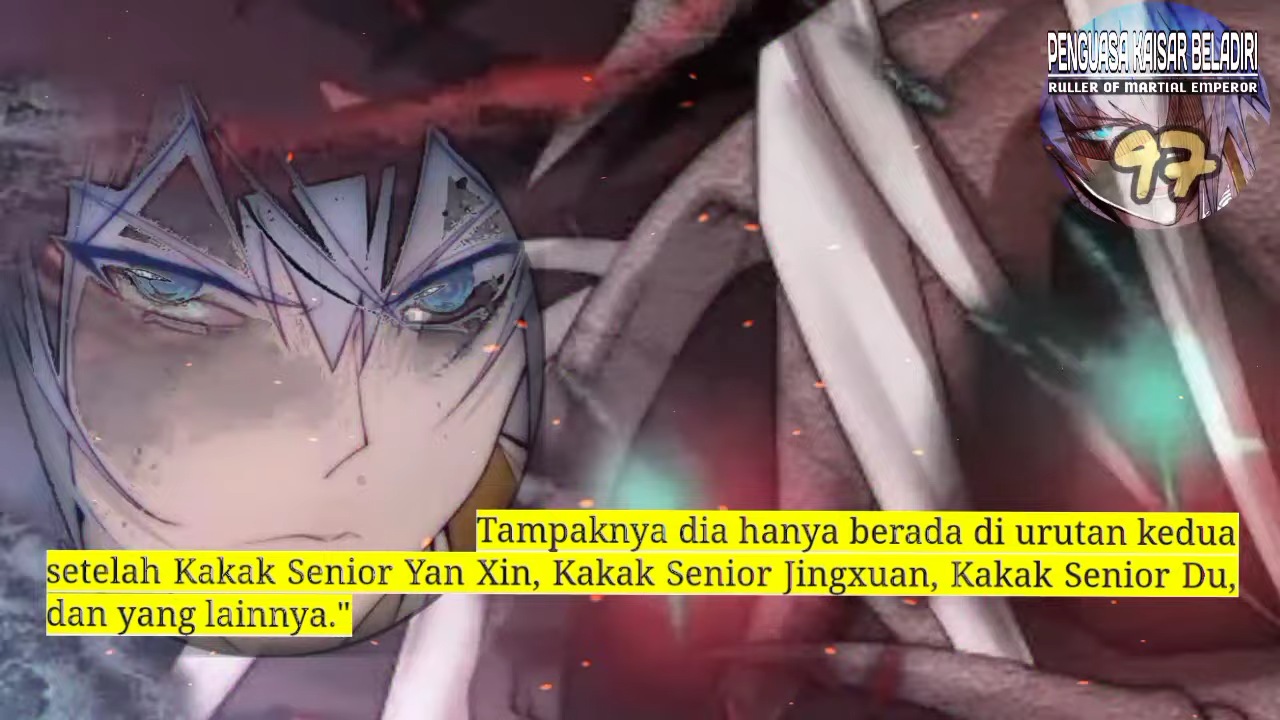 PENGUASA KAISAR BELADIRI
RULLER OF MARTIAL EMPEROR
97
Tampaknya dia hanya berada di urutan kedua
setelah Kakak Senior Yan Xin, Kakak Senior Jingxuan, Kakak Senior Du,
dan yang lainnya."